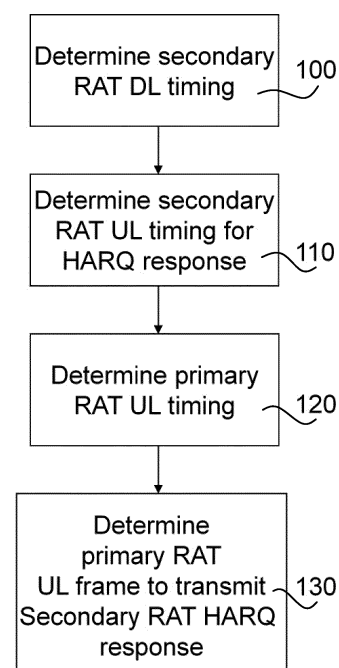 Determine secondary
RAT DL timing
100
Determine secondary
RAT UL timing for
HARQ response
110
Determine primary
RAT UL timing
120
Determine
primary RAT
UL frame to transmit
Secondary RAT HARQ
response
130